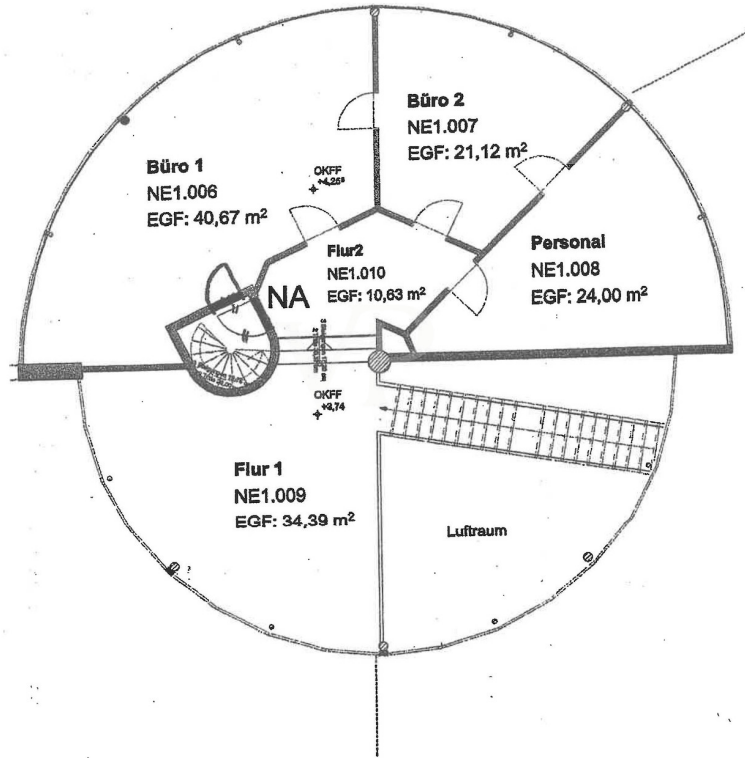 Büro 2
NE1.007
EGF: 21,12 m²
Büro 1
NE1.006
EGF: 40,67 m²
OKFF
Flur2
NE1.010
EGF: 10,63 m²
Personal
NE1.008
EGF: 24,00 m²
NA
OKFF
+3,74
Flur 1
NE1.009
EGF: 34,39 m²
Luftraum